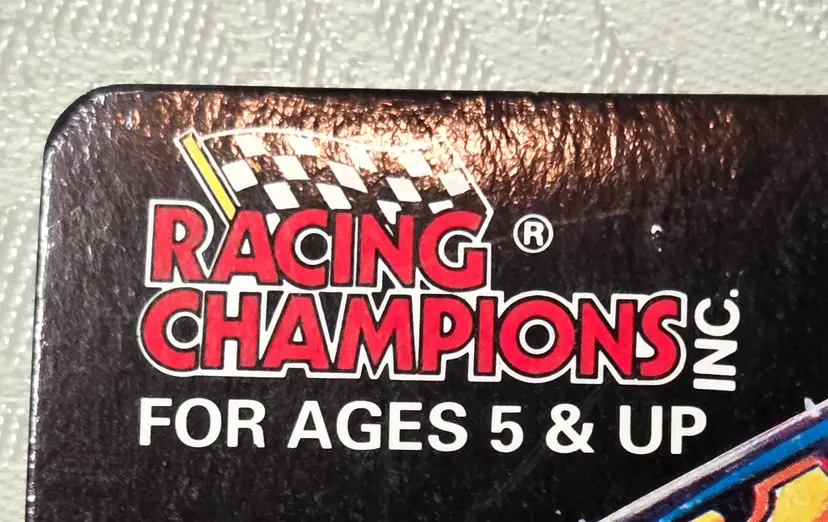 RACING ®
CHAMPIONS INC.
FOR AGES 5 & UP